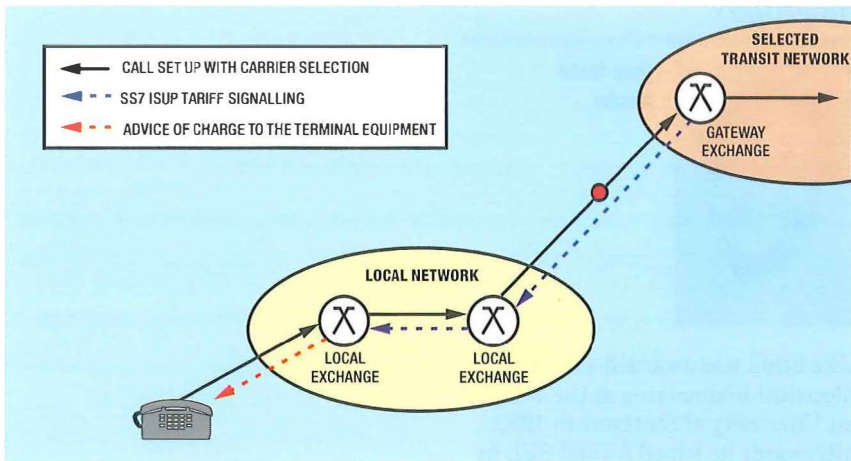 CALL SET UP WITH CARRIER SELECTION
SS7 ISUP TARIFF SIGNALLING
ADVICE OF CHARGE TO THE TERMINAL EQUIPMENT
SELECTED
TRANSIT NETWORK
GATEWAY
EXCHANGE
LOCAL NETWORK
LOCAL
EXCHANGE
LOCAL
EXCHANGE